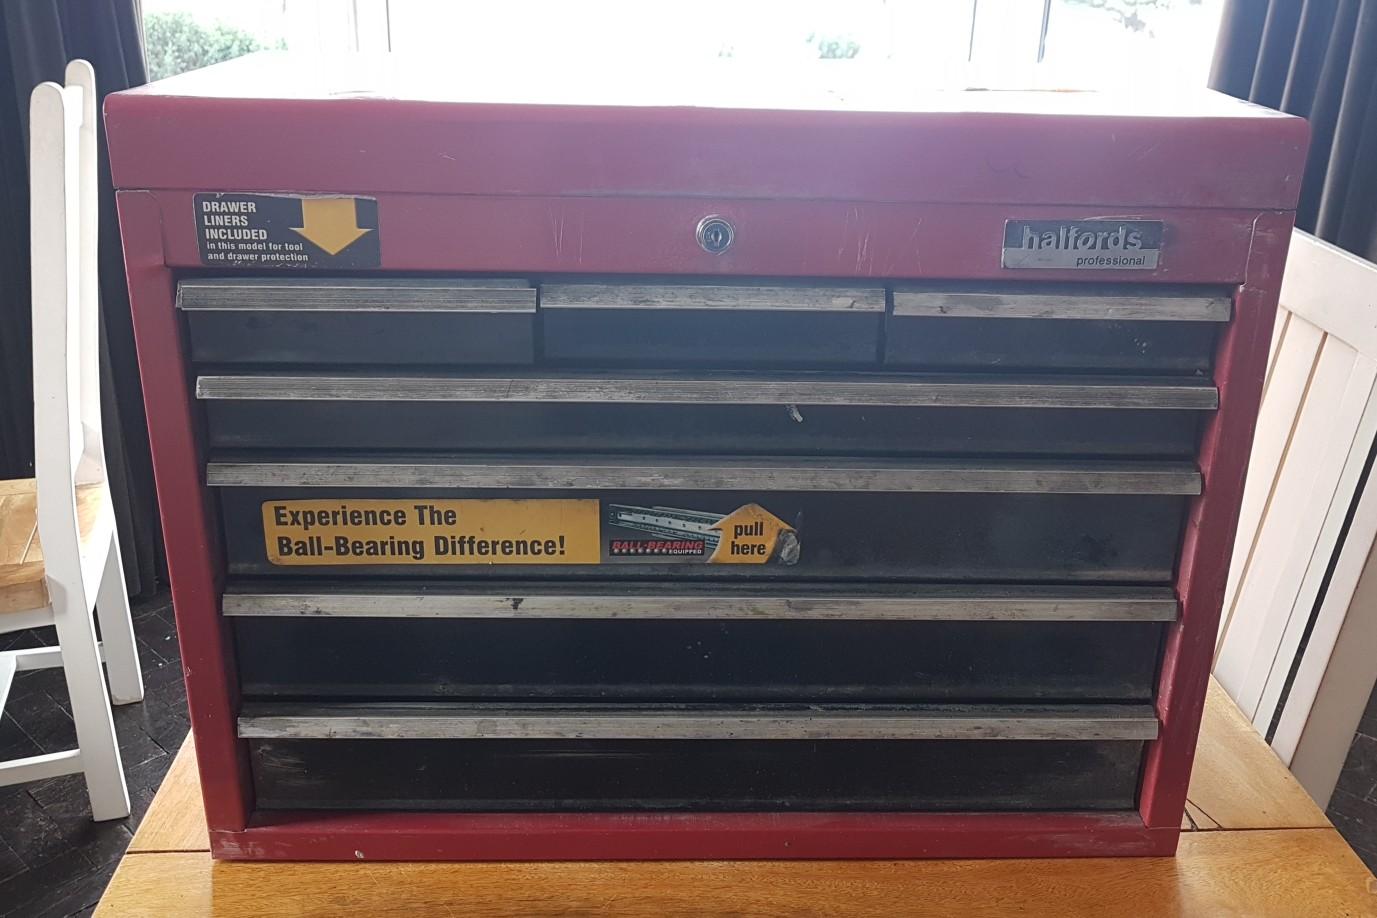 DRAWER
LINERS
INCLUDED
in this model for tool
and drawer protection
halfords
professional
Experience The
Ball-Bearing Difference!
BALL-BEARING
EQUIPPED
pull
here